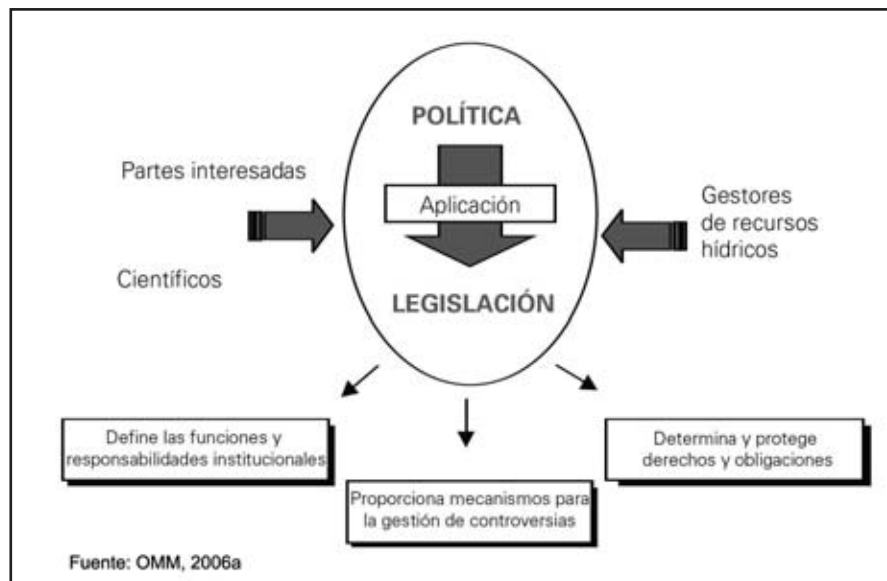 POLÍTICA
Partes interesadas
Aplicación
Gestores
de recursos
hídricos
Científicos
LEGISLACIÓN
Define las funciones y
responsabilidades institucionales
Proporciona mecanismos para
la gestión de controversias
Determina y protege
derechos y obligaciones
Fuente: OMM, 2006a